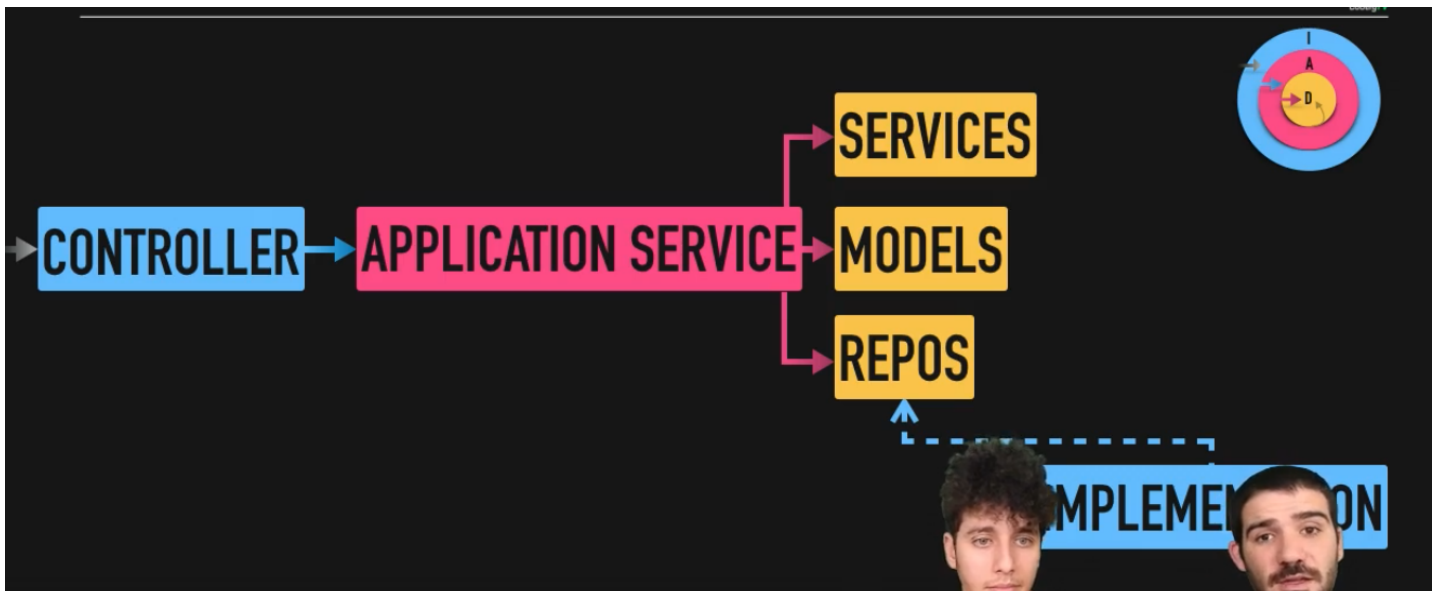 I
A
D
SERVICES
CONTROLLER
APPLICATION SERVICE
MODELS
REPOS